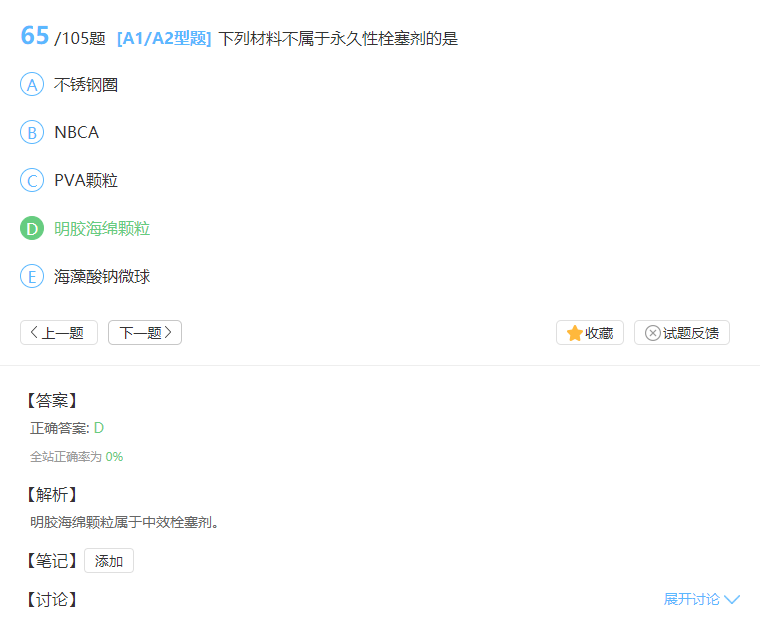 65 /105题 [A1/A2型题] 下列材料不属于永久性栓塞剂的是
A 不锈钢圈
B NBCA
C PVA颗粒
D 明胶海绵颗粒
E 海藻酸钠微球
上一题 下一题 收藏 试题反馈
【答案】
正确答案: D
全站正确率为 0%
【解析】
明胶海绵颗粒属于中效栓塞剂。
【笔记】 添加
【讨论】 展开讨论